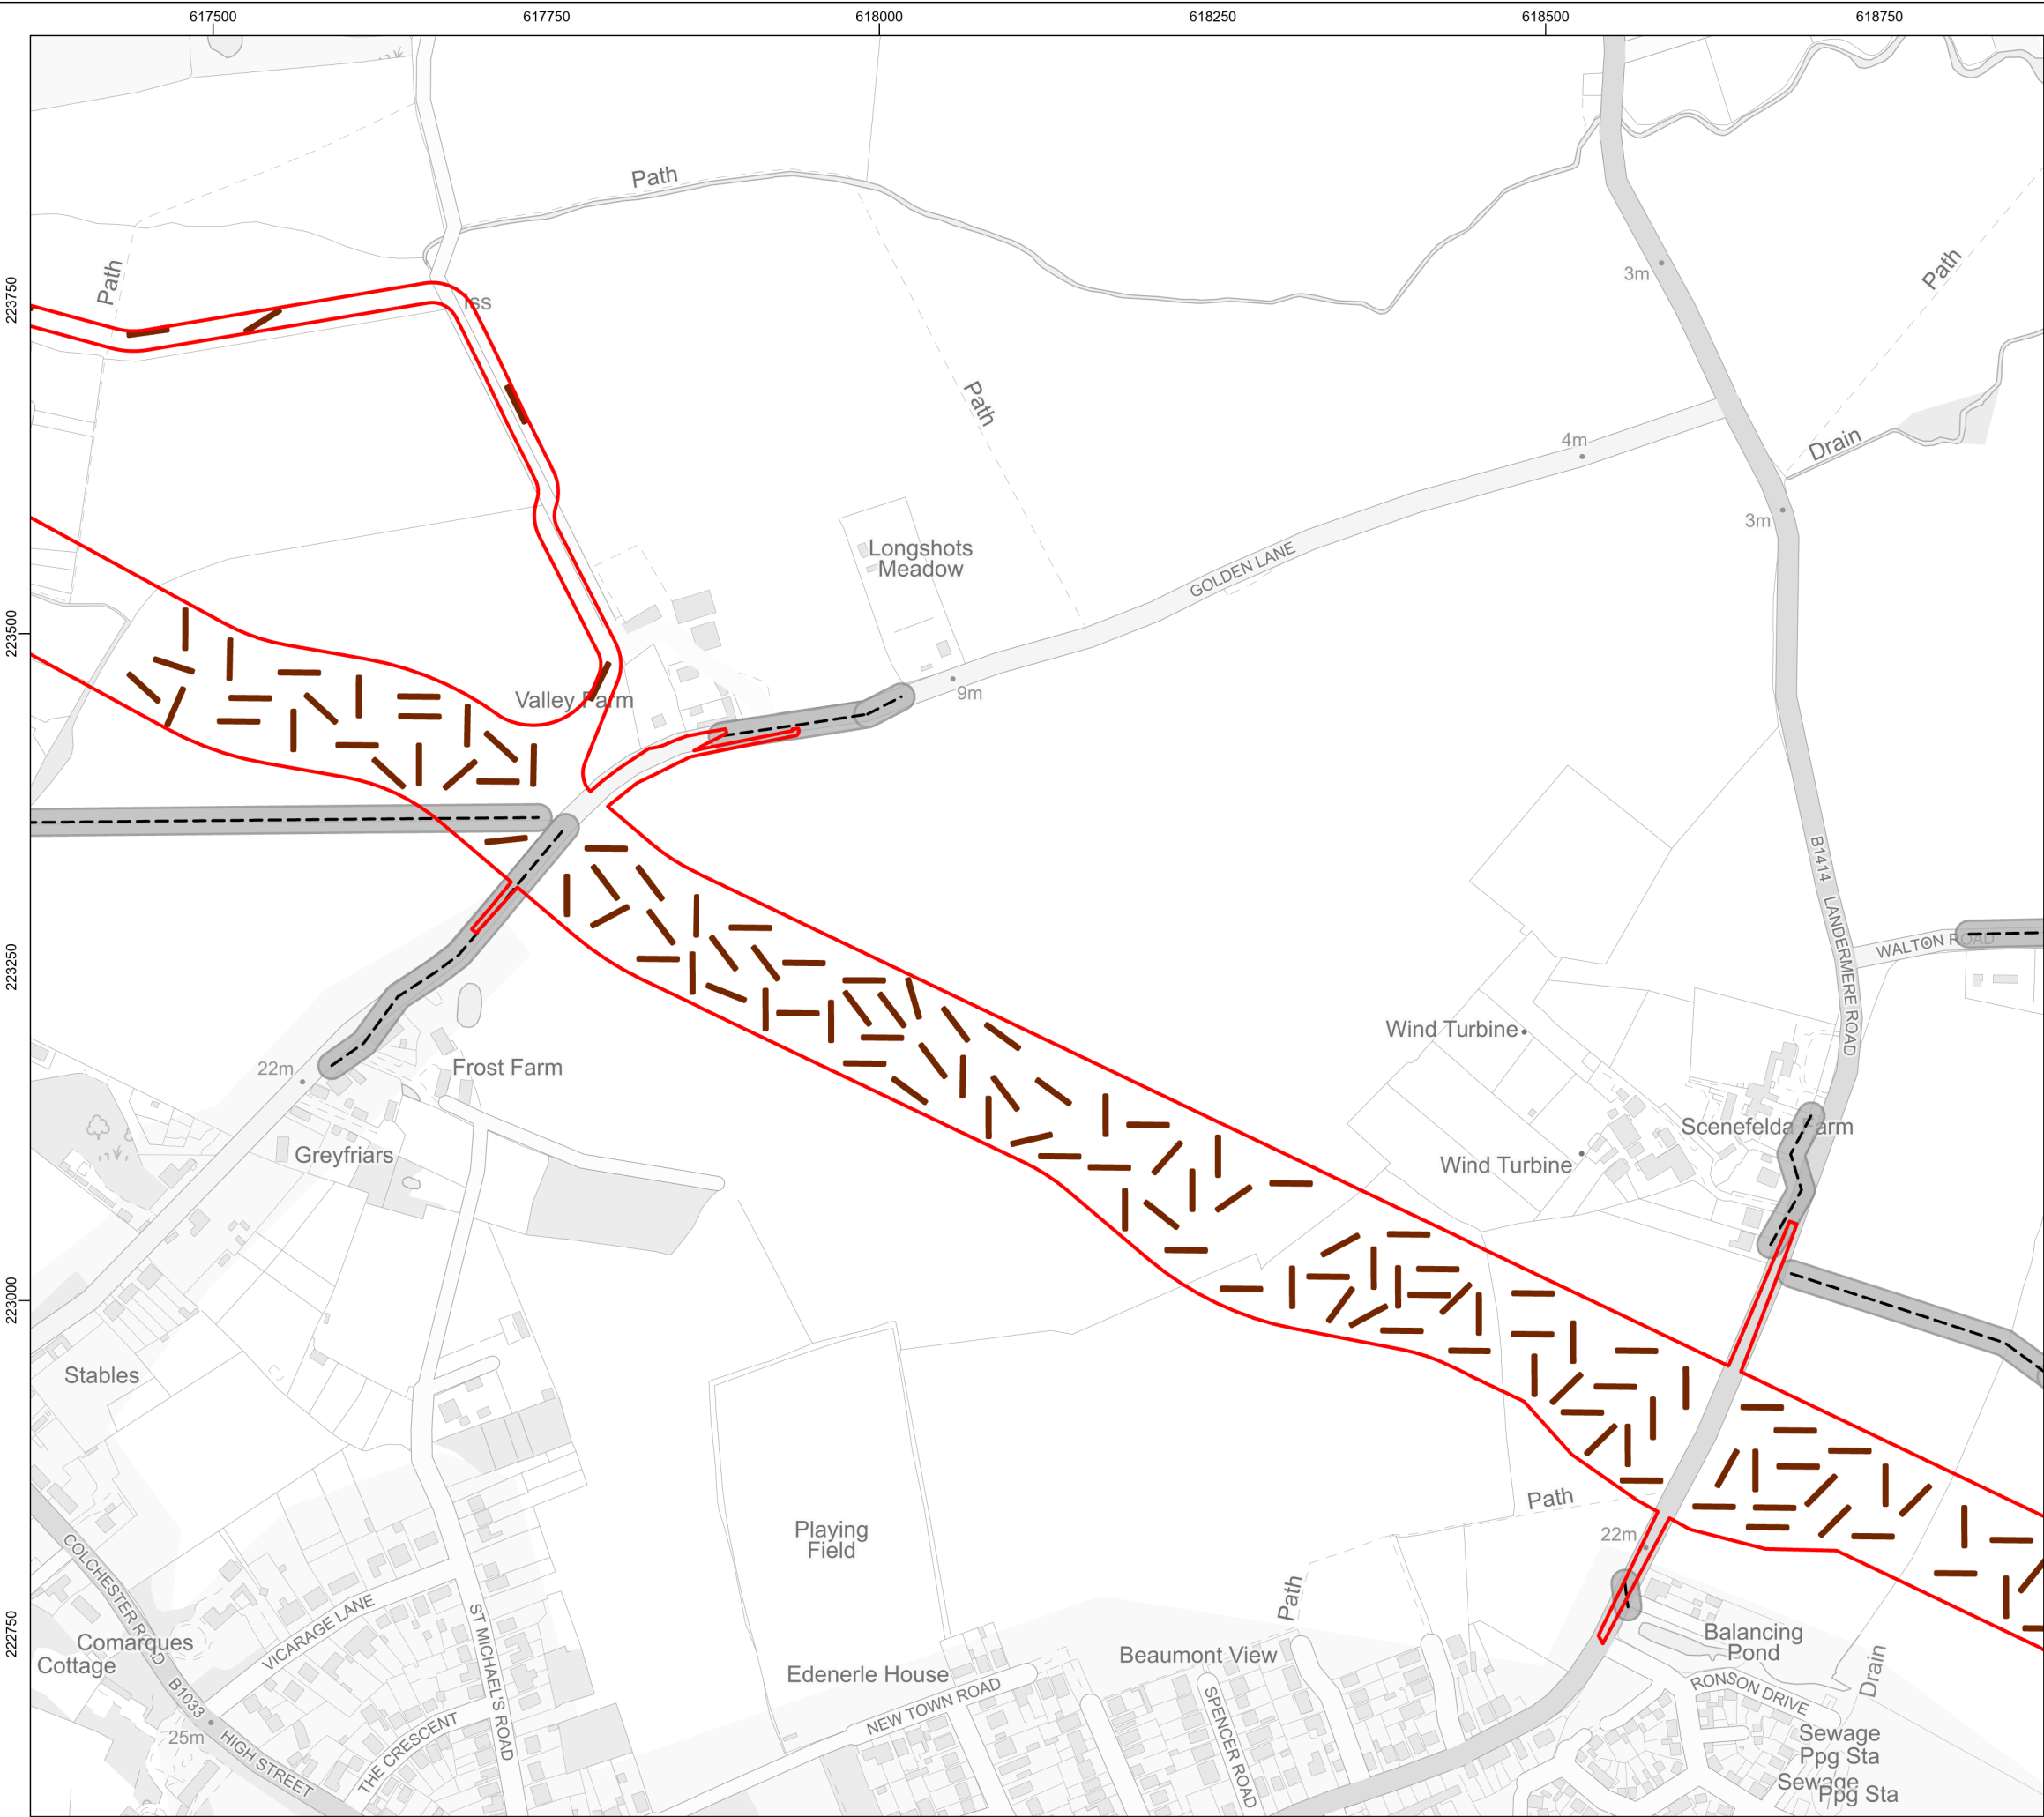 617500
617750
618000
618250
618500
618750
223750
223500
223250
223000
222750
Path
Path
Path
Path
3m
Iss
4m
Drain
3m
Longshots
Meadow
GOLDEN LANE
Valley Farm
9m
B1414
LANDERMERE ROAD
WALTON ROAD
Wind Turbine
22m
Frost Farm
Scenefelda Farm
Greyfriars
Wind Turbine
Stables
Path
22m
Playing
Field
COLCHESTER ROAD
VICARAGE LANE
ST MICHAEL'S ROAD
Path
Comarques
Cottage
Balancing
Pond
Beaumont View
Edenerle House
Drain
B1033
NEW TOWN ROAD
RONSON DRIVE
SPENCER ROAD
25m
HIGH STREET
THE CRESCENT
Sewage
Ppg Sta
Sewage
Ppg Sta